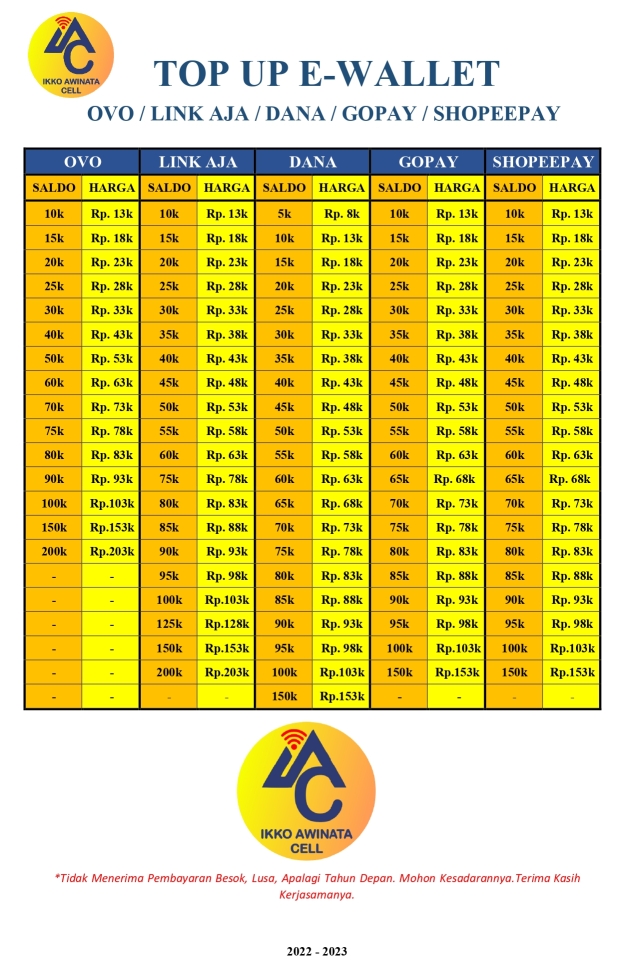 IKKO AWINATA
CELL
TOP UP E-WALLET
OVO / LINK AJA / DANA / GOPAY / SHOPEEPAY
OVO LINK AJA DANA GOPAY SHOPEEPAY
SALDO HARGA SALDO HARGA SALDO HARGA SALDO HARGA SALDO HARGA
10k Rp. 13k 10k Rp. 13k 5k Rp. 8k 10k Rp. 13k 10k Rp. 13k
15k Rp. 18k 15k Rp. 18k 10k Rp. 13k 15k Rp. 18k 15k Rp. 18k
20k Rp. 23k 20k Rp. 23k 15k Rp. 18k 20k Rp. 23k 20k Rp. 23k
25k Rp. 28k 25k Rp. 28k 20k Rp. 23k 25k Rp. 28k 25k Rp. 28k
30k Rp. 33k 30k Rp. 33k 25k Rp. 28k 30k Rp. 33k 30k Rp. 33k
40k Rp. 43k 35k Rp. 38k 30k Rp. 33k 35k Rp. 38k 35k Rp. 38k
50k Rp. 53k 40k Rp. 43k 35k Rp. 38k 40k Rp. 43k 40k Rp. 43k
60k Rp. 63k 45k Rp. 48k 40k Rp. 43k 45k Rp. 48k 45k Rp. 48k
70k Rp. 73k 50k Rp. 53k 45k Rp. 48k 50k Rp. 53k 50k Rp. 53k
75k Rp. 78k 55k Rp. 58k 50k Rp. 53k 55k Rp. 58k 55k Rp. 58k
80k Rp. 83k 60k Rp. 63k 55k Rp. 58k 60k Rp. 63k 60k Rp. 63k
90k Rp. 93k 75k Rp. 78k 60k Rp. 63k 65k Rp. 68k 65k Rp. 68k
100k Rp.103k 80k Rp. 83k 65k Rp. 68k 70k Rp. 73k 70k Rp. 73k
150k Rp.153k 85k Rp. 88k 70k Rp. 73k 75k Rp. 78k 75k Rp. 78k
200k Rp.203k 90k Rp. 93k 75k Rp. 78k 80k Rp. 83k 80k Rp. 83k
- - 95k Rp. 98k 80k Rp. 83k 85k Rp. 88k 85k Rp. 88k
- - 100k Rp.103k 85k Rp. 88k 90k Rp. 93k 90k Rp. 93k
- - 125k Rp.128k 90k Rp. 93k 95k Rp. 98k 95k Rp. 98k
- - 150k Rp.153k 95k Rp. 98k 100k Rp.103k 100k Rp.103k
- - 200k Rp.203k 100k Rp.103k 150k Rp.153k 150k Rp.153k
- - - - 150k Rp.153k - - - -
IKKO AWINATA
CELL
*Tidak Menerima Pembayaran Besok, Lusa, Apalagi Tahun Depan. Mohon Kesadarannya.Terima Kasih
Kerjasamanya.
2022 - 2023